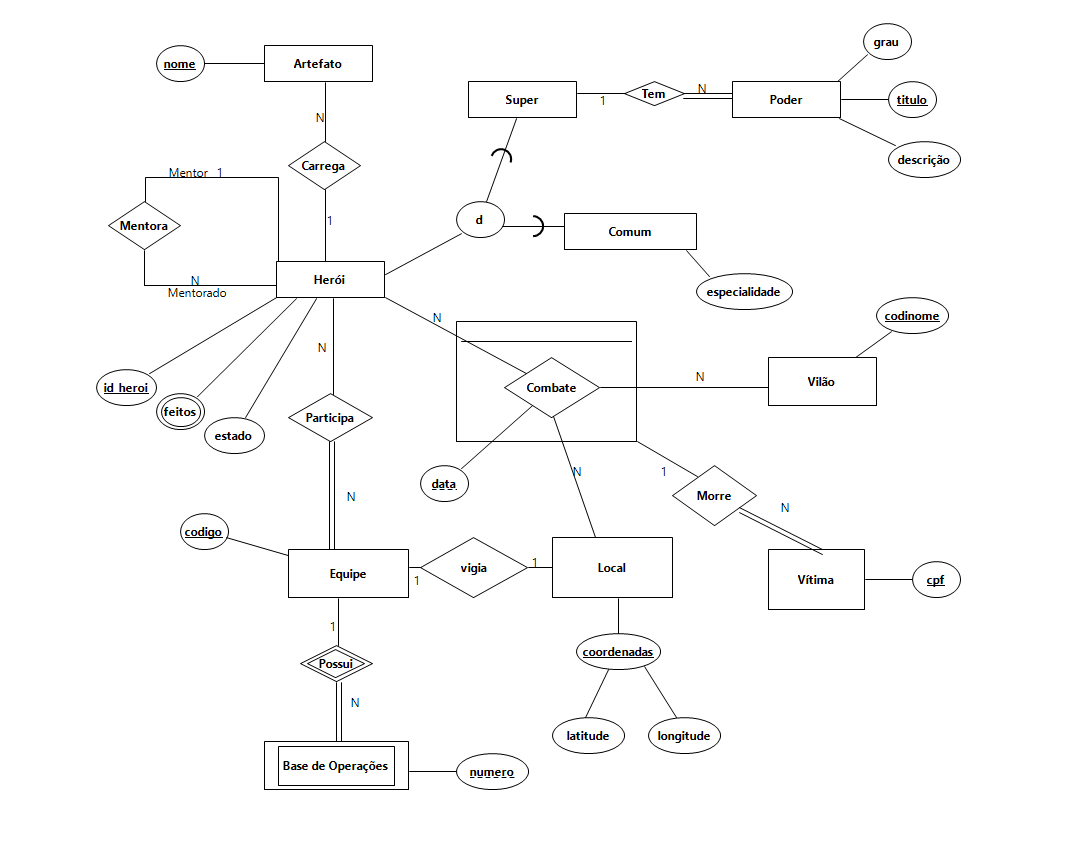 grau
nome
Artefato
Super
1
Tem
N
Poder
titulo
N
descrição
Carrega
Mentor 1
Mentora
1
d
Comum
N
Mentorado
Herói
especialidade
N
codinome
N
id_heroi
feitos
estado
Participa
Combate
N
Vilão
N
data
N
1
Morre
N
codigo
Equipe
1
vigia
1
Local
Vítima
cpf
1
Possui
N
coordenadas
latitude
longitude
Base de Operações
numero